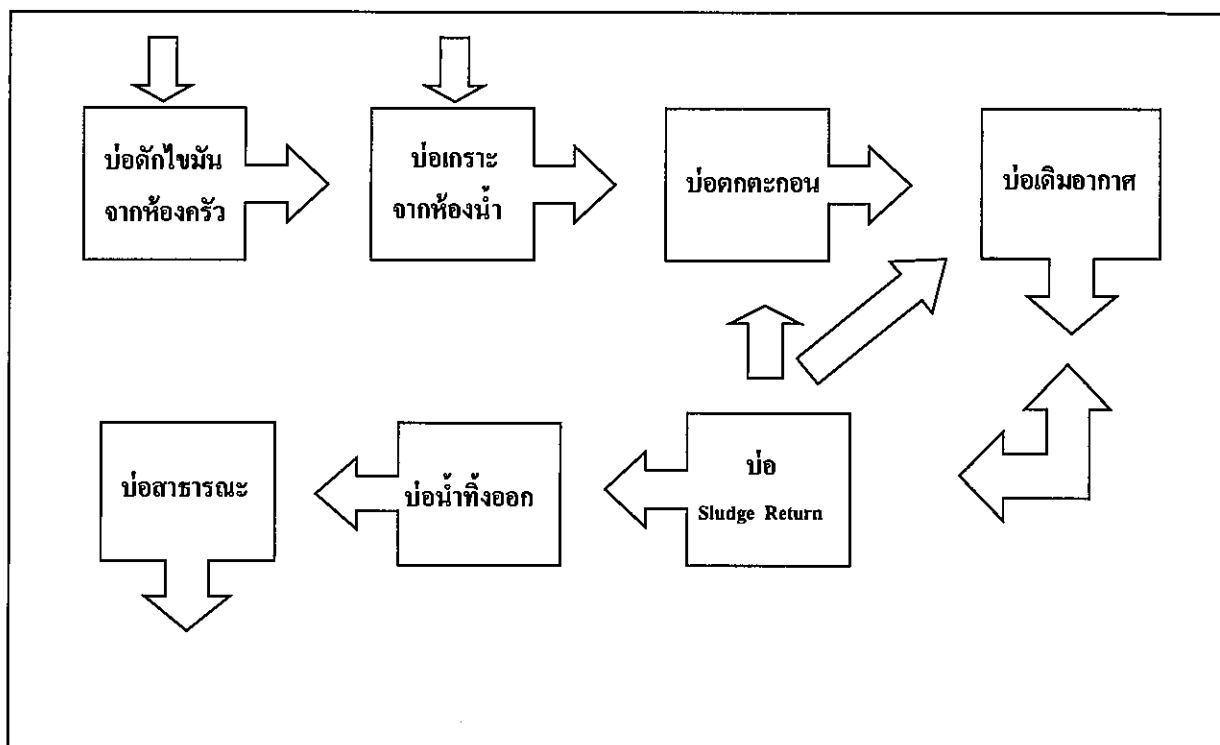 บ่อดักไขมัน
จากห้องครัว
บ่อเกราะ
จากห้องน้ำ
บ่อตกตะกอน
บ่อเดิมอากาศ
บ่อสาธารณะ
บ่อน้ำทิ้งออก
บ่อ
Sludge Return